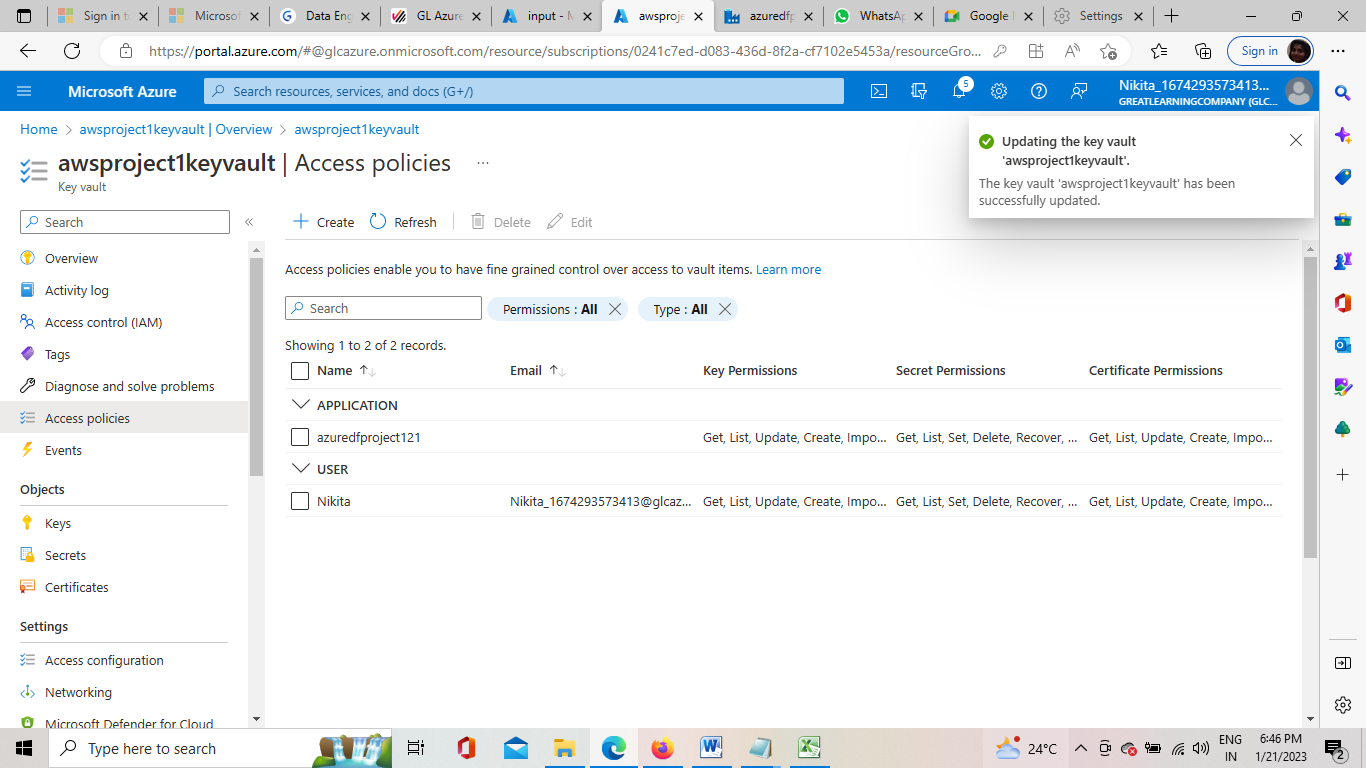 Sign in t
Microsof
Data Eng
GL Azure
input - M
awsproje
azuredfp
WhatsAp
Google M
Settings
https://portal.azure.com/#@glcazure.onmicrosoft.com/resource/subscriptions/0241c7ed-d083-436d-8f2a-cf7102e5453a/resourceGro...
Sign in
Microsoft Azure
Search resources, services, and docs (G+/)
5
Nikita_1674293573413...
GREATLEARNINGCOMPANY (GLC...
Home > awsproject1keyvault | Overview > awsproject1keyvault
awsproject1keyvault | Access policies ...
Key vault
Updating the key vault
'awsproject1keyvault'.
The key vault 'awsproject1keyvault' has been
successfully updated.
Search
Overview
Activity log
Access control (IAM)
Tags
Diagnose and solve problems
Access policies
Events
Objects
Keys
Secrets
Certificates
Settings
Access configuration
Networking
Microsoft Defender for Cloud
Create Refresh Delete Edit
Access policies enable you to have fine grained control over access to vault items. Learn more
Search Permissions : All Type : All
Showing 1 to 2 of 2 records.
Name Email Key Permissions Secret Permissions Certificate Permissions
APPLICATION
azuredfproject121 Get, List, Update, Create, Impo... Get, List, Set, Delete, Recover, ... Get, List, Update, Create, Impo...
USER
Nikita Nikita_1674293573413@glcaz... Get, List, Update, Create, Impo... Get, List, Set, Delete, Recover, ... Get, List, Update, Create, Impo...
Type here to search
24°C
ENG
IN
6:46 PM
1/21/2023
2